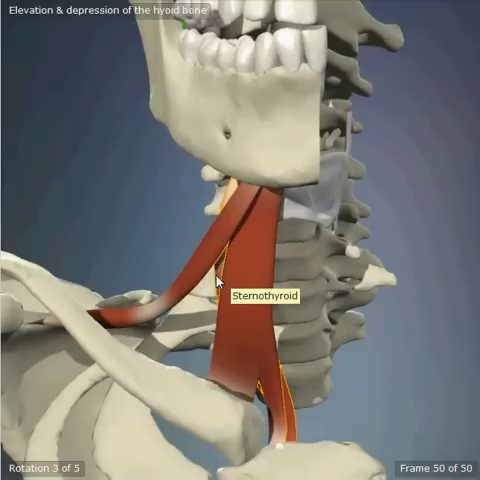 Elevation & depression of the hyoid bone
Sternothyroid
Rotation 3 of 5
Frame 50 of 50